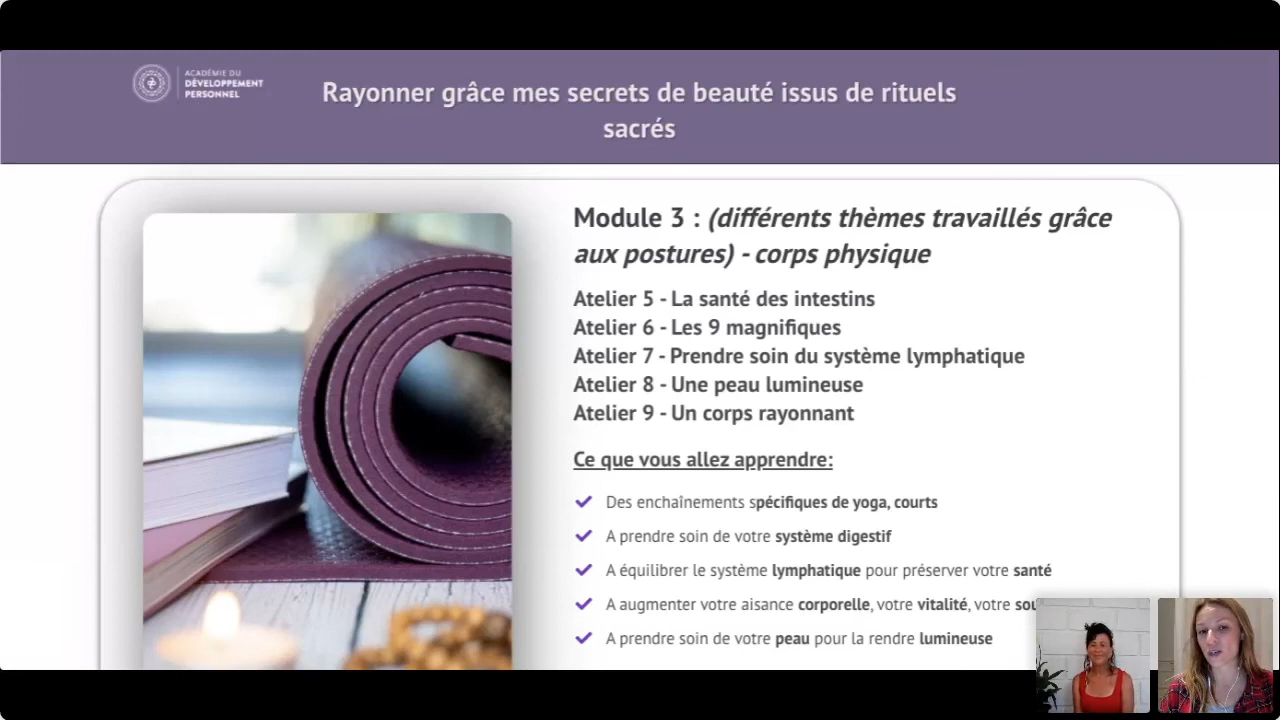 ACADÉMIE DU
DÉVELOPPEMENT
PERSONNEL
Rayonner grâce mes secrets de beauté issus de rituels
sacrés
Module 3 : (différents thèmes travaillés grâce
aux postures) - corps physique
Atelier 5 - La santé des intestins
Atelier 6 - Les 9 magnifiques
Atelier 7 - Prendre soin du système lymphatique
Atelier 8 - Une peau lumineuse
Atelier 9 - Un corps rayonnant
Ce que vous allez apprendre:
Des enchaînements spécifiques de yoga, courts
A prendre soin de votre système digestif
A équilibrer le système lymphatique pour préserver votre santé
A augmenter votre aisance corporelle, votre vitalité, votre
A prendre soin de votre peau pour la rendre lumineuse